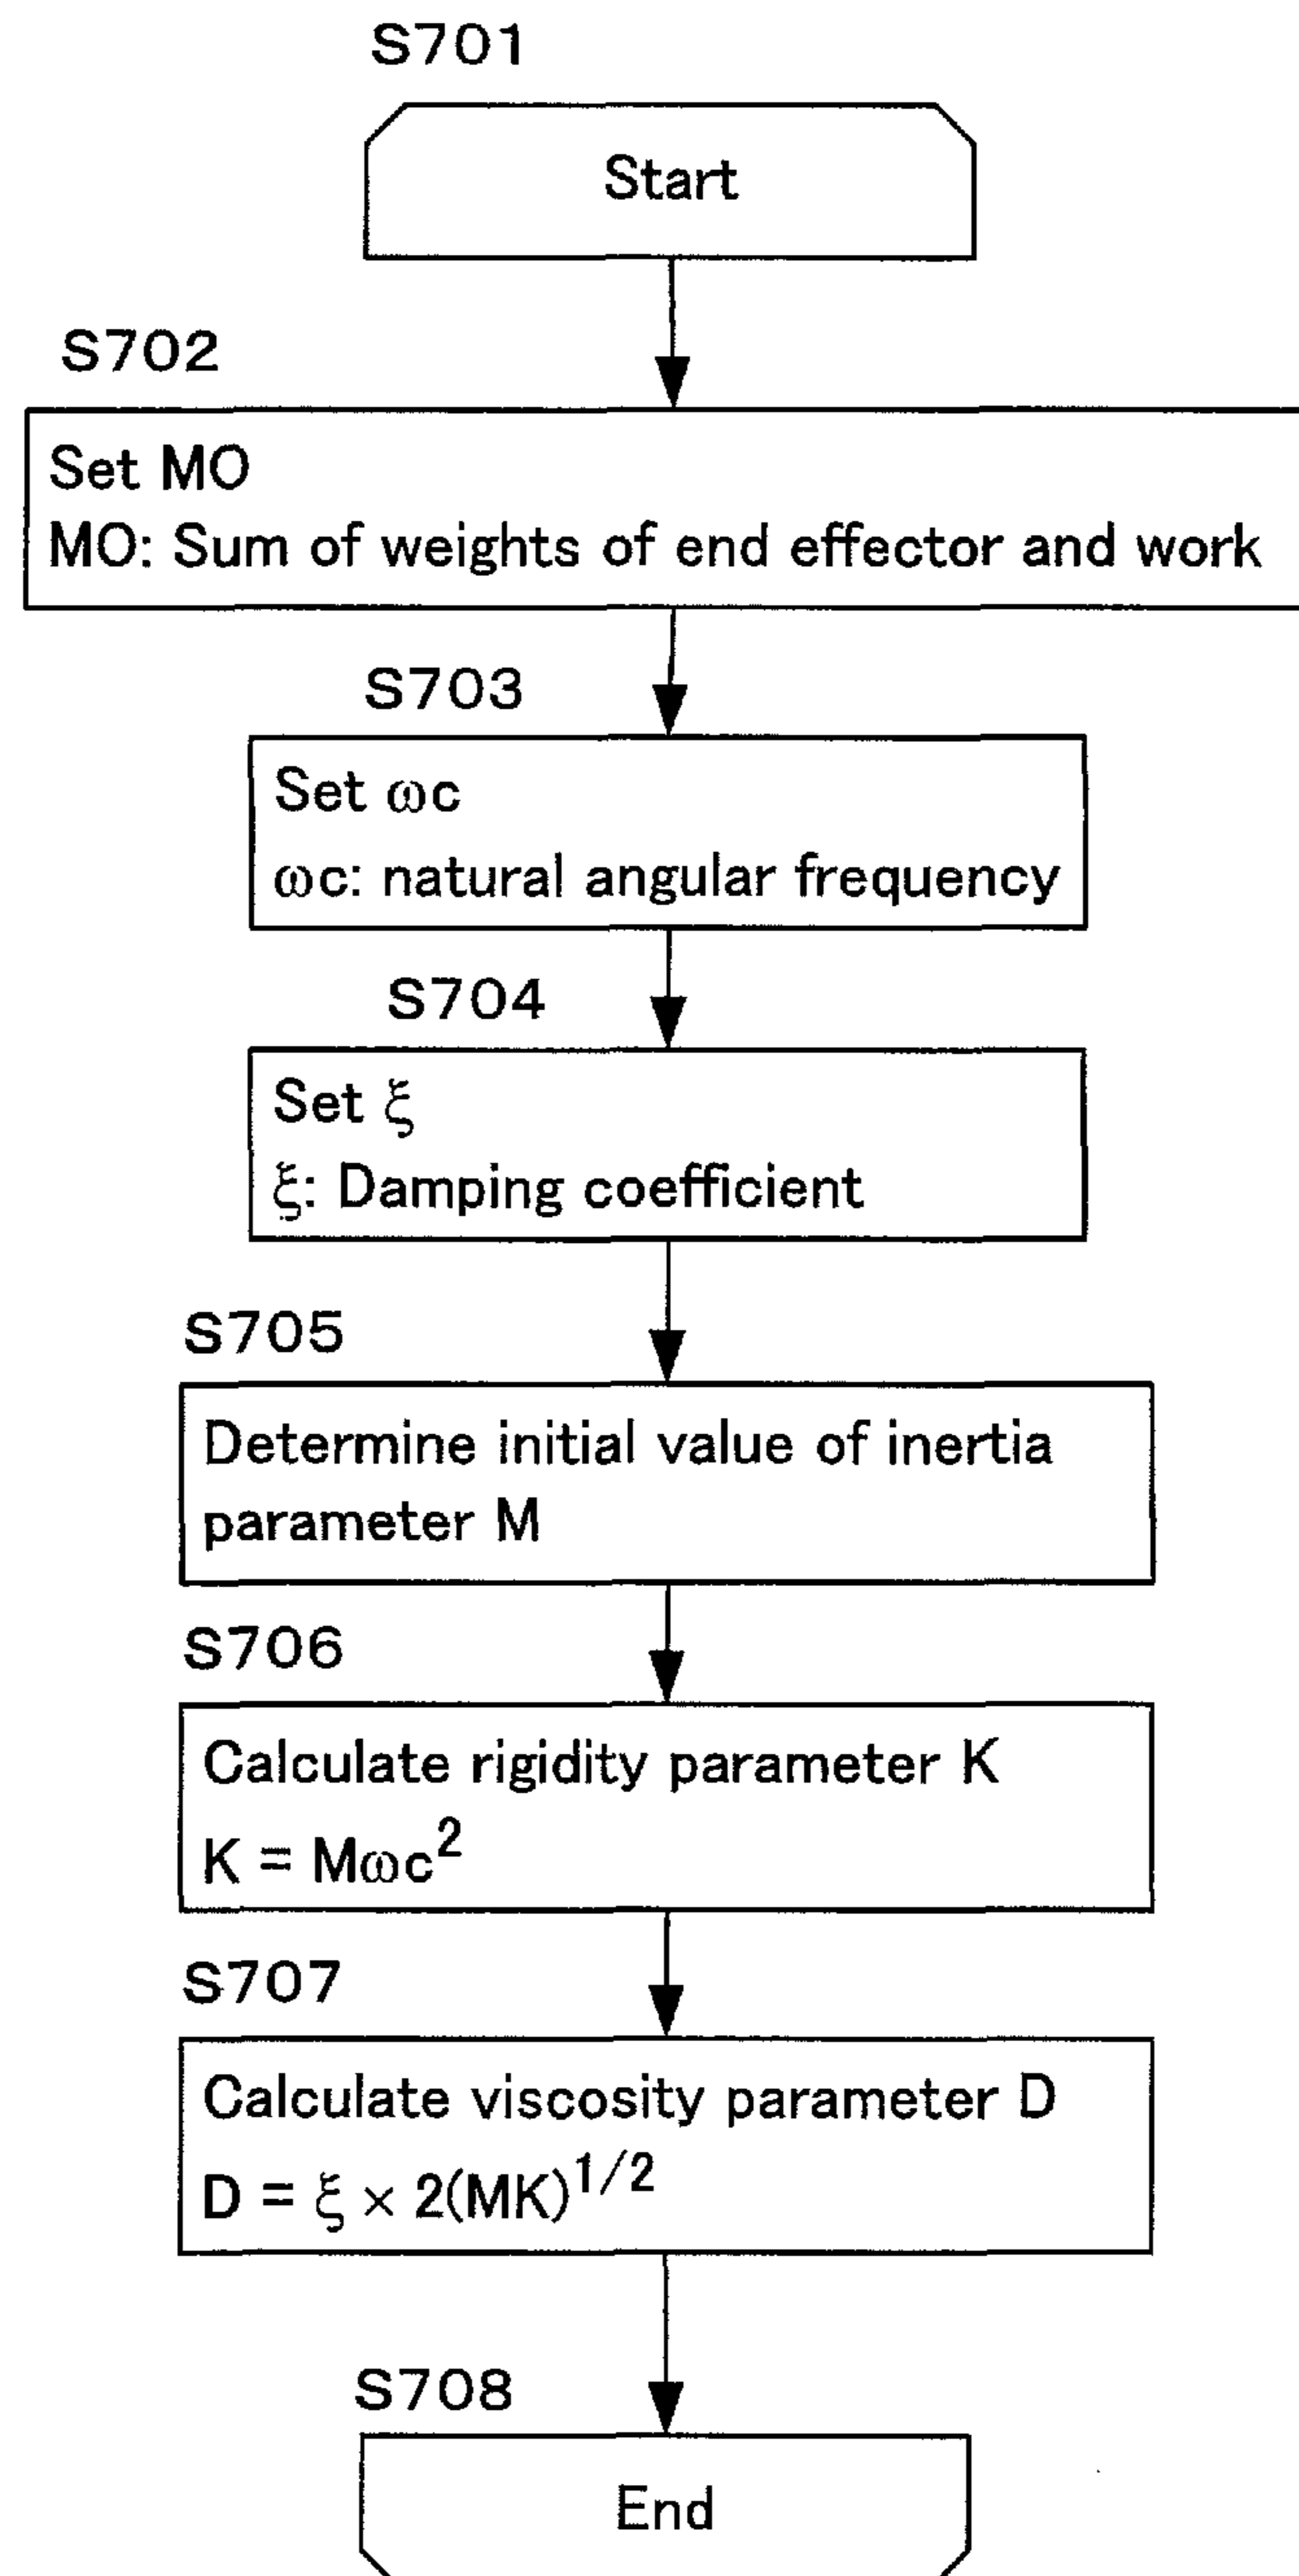 S701
Start
S702
Set MO
MO: Sum of weights of end effector and work
S703
Set ωc
ωc: natural angular frequency
S704
Set ξ
ξ: Damping coefficient
S705
Determine initial value of inertia
parameter M
S706
Calculate rigidity parameter K
K = Mωc²
S707
Calculate viscosity parameter D
D = ξ × 2(MK)^1/2
S708
End